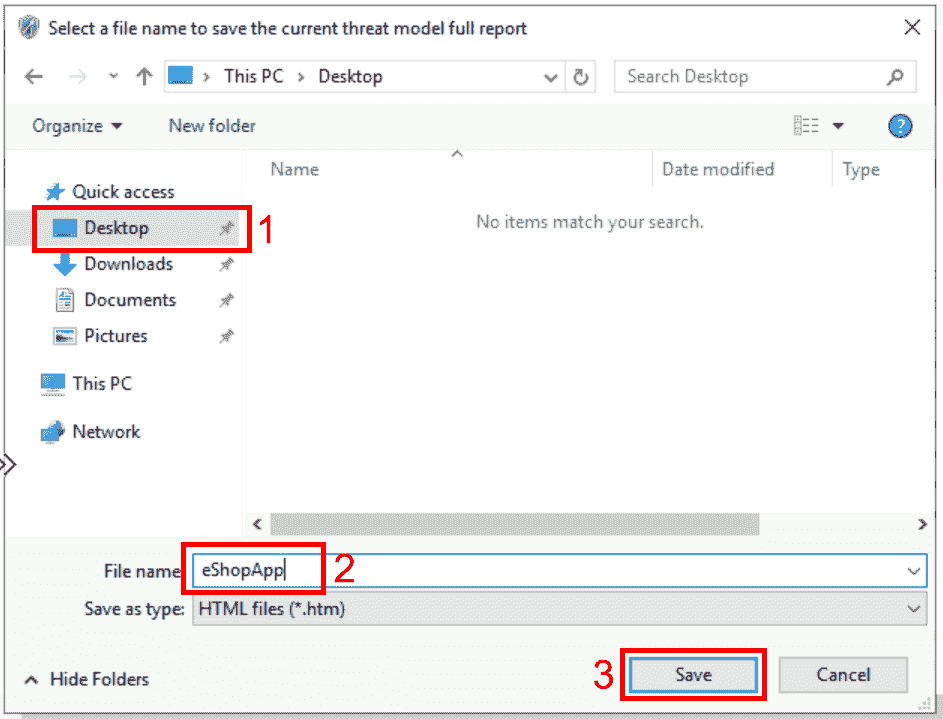 Select a file name to save the current threat model full report
This PC > Desktop
Search Desktop
Organize
New folder
?
Name
Date modified
Type
Quick access
No items match your search.
Desktop 1
Downloads
Documents
Pictures
This PC
Network
File name eShopApp 2
Save as type: HTML files (*.htm)
Hide Folders
3 Save
Cancel